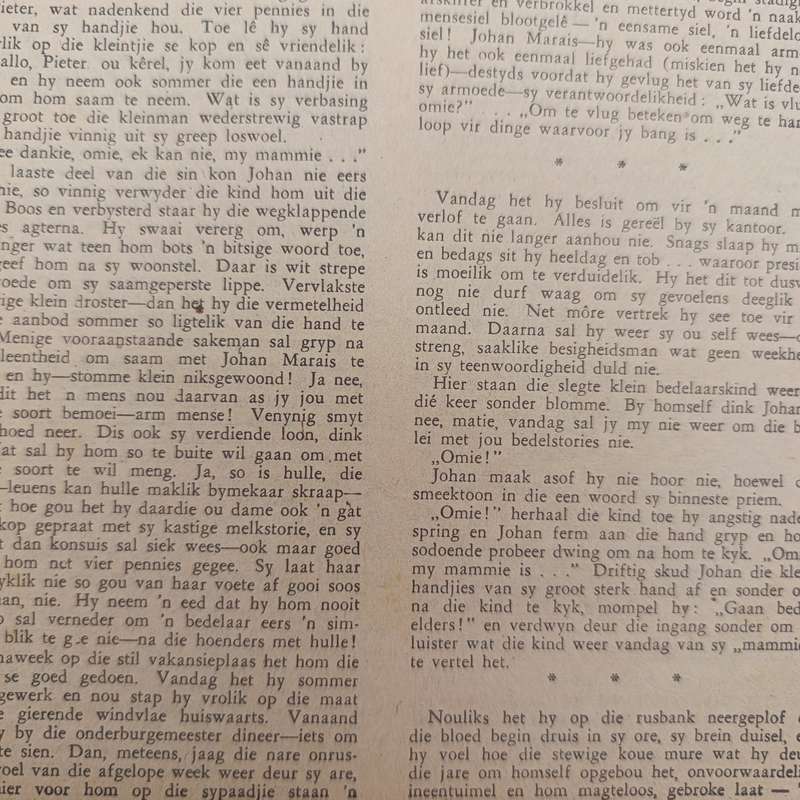 ieter, wat nadenkend die vier pennies in die
van sy handjie hou. Toe lê hy sy hand
rlik op die kleintjie se kop en sê vriendelik:
allo, Pieter ou kêrel, jy kom eet vanaand by
en hy neem ook sommer die een handjie in
om hom saam te neem. Wat is sy verbasing
groot toe die kleinman wederstrewig vastrap
handjie vinnig uit sy greep loswoel.
ee dankie, omie, ek kan nie, my mammie . . .”
laaste deel van die sin kon Johan nie eers
nie, so vinnig verwyder die kind hom uit die
Boos en verbysterd staar hy die wegklappende
es agterna. Hy swaai vererg om, werp 'n
inger wat teen hom bots 'n bitsige woord toe,
geef hom na sy woonstel. Daar is wit strepe
oede om sy saamgeperste lippe. Vervlakste
ige klein droster—dan het hy die vermetelheid
e aanbod sommer so ligtelik van die hand te
Menige vooraanstaande sakeman sal gryp na
leentheid om saam met Johan Marais te
en hy—stomme klein niksgewoond! Ja nee,
dit het 'n mens nou daarvan as jy jou met
e soort bemoei—arm mense! Venynig smyt
hoed neer. Dis ook sy verdiende loon, dink
at sal hy hom so te buite wil gaan om met
e soort te wil meng. Ja, so is hulle, die
—leuens kan hulle maklik bymekaar skraap—
hoe gou het hy daardie ou dame ook 'n gat
kop gepraat met sy kastige melkstorie, en sy
t dan konsuis sal siek wees—ook maar goed
hom net vier pennies gegee. Sy laat haar
yklik nie so gou van haar voete af gooi soos
an, nie. Hy neem 'n eed dat hy hom nooit
o sal verneder om 'n bedelaar eers 'n sim-
blik te gee nie—na die hoenders met hulle!
naweek op die stil vakansieplaas het hom die
se goed gedoen. Vandag het hy sommer
gewerk en nou stap hy vrolik op die maat
e gierende windvlae huiswaarts. Vanaand
y by die onderburgemeester dineer—iets om
te sien. Dan, meteens, jaag die nare onrus-
oel van die afgelope week weer deur sy are,
ier voor hom op die sypaadjie staan 'n
en verbrokkel en mettertyd word 'n naak
mensesiel blootgelê — 'n eensame siel, 'n liefdelo
siel! Johan Marais—hy was ook eenmaal arm
hy het ook eenmaal liefgehad (miskien het hy n
lief)—destyds voordat hy gevlug het van sy liefde
sy armoede—sy verantwoordelikheid: „Wat is vlu
omie?” . . . „Om te vlug beteken om weg te har
loop vir dinge waarvoor jy bang is . . .”
* * *
Vandag het hy besluit om vir 'n maand m
verlof te gaan. Alles is gereël by sy kantoor.
kan dit nie langer aanhou nie. Snags slaap hy m
en bedags sit hy heeldag en tob . . . waaroor presi
is moeilik om te verduidelik. Hy het dit tot dusv
nog nie durf waag om sy gevoelens deeglik
ontleed nie. Net môre vertrek hy see toe vir
maand. Daarna sal hy weer sy ou self wees—
streng, saaklike besigheidsman wat geen weekhe
in sy teenwoordigheid duld nie.
Hier staan die slegte klein bedelaarskind weer
dié keer sonder blomme. By homself dink Johan
nee, matie, vandag sal jy my nie weer om die b
lei met jou bedelstories nie.
„Omie!”
Johan maak asof hy nie hoor nie, hoewel d
smeektoon in die een woord sy binneste priem.
„Omie!” herhaal die kind toe hy angstig nade
spring en Johan ferm aan die hand gryp en ho
sodoende probeer dwing om na hom te kyk. „Om
my mammie is . . .” Driftig skud Johan die kle
handjies van sy groot sterk hand af en sonder o
na die kind te kyk, mompel hy: „Gaan bed
elders!” en verdwyn deur die ingang sonder om
luister wat die kind weer vandag van sy „mammie
te vertel het.
* * *
Nouliks het hy op die rusbank neergeplof
die bloed begin druis in sy ore, sy brein duisel, e
hy voel hoe die stewige koue mure wat hy deu
die jare om homself opgebou het, onvoorwaardeli
ineentuimel en hom magteloos, gebroke laat —